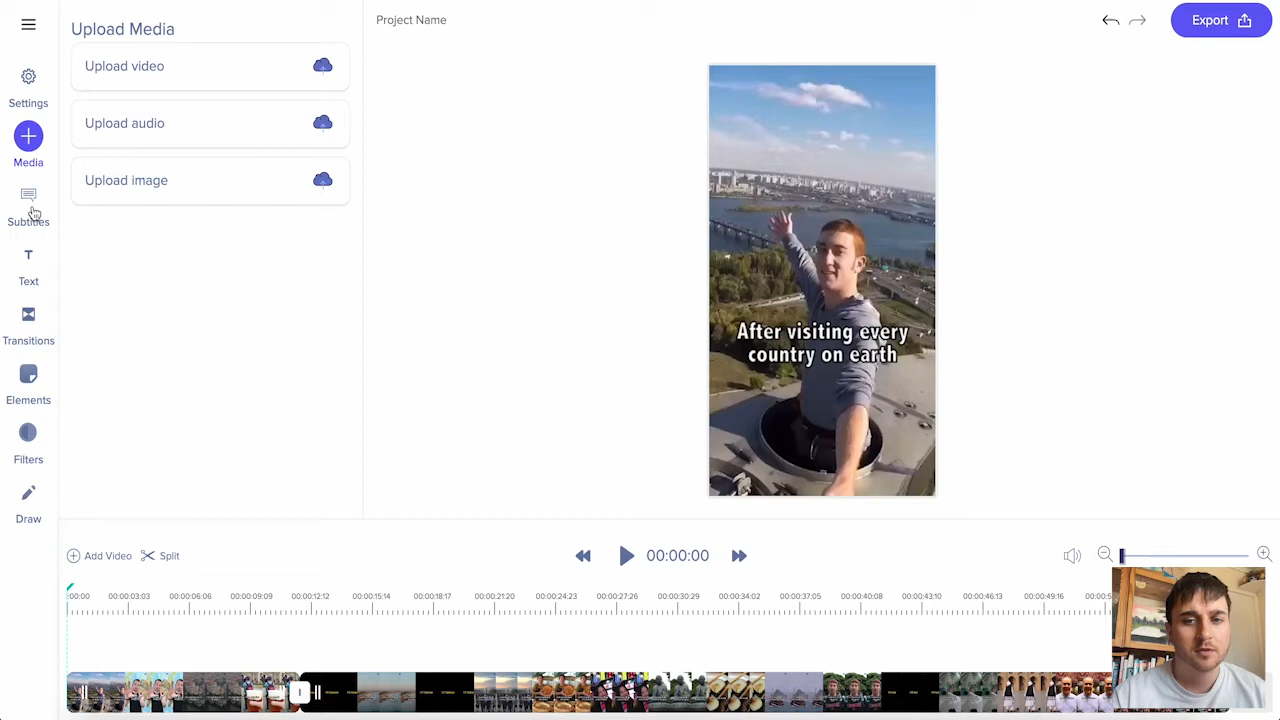 Upload Media
Project Name
Export
Upload video
Upload audio
Upload image
Settings
Media
Subtitles
Text
Transitions
Elements
Filters
Draw
After visiting every
country on earth
Add Video
Split
00:00:00
:00:00
00:00:03:03
00:00:06:06
00:00:09:09
00:00:12:12
00:00:15:14
00:00:18:17
00:00:21:20
00:00:24:23
00:00:27:26
00:00:30:29
00:00:34:02
00:00:37:05
00:00:40:08
00:00:43:10
00:00:46:13
00:00:49:16